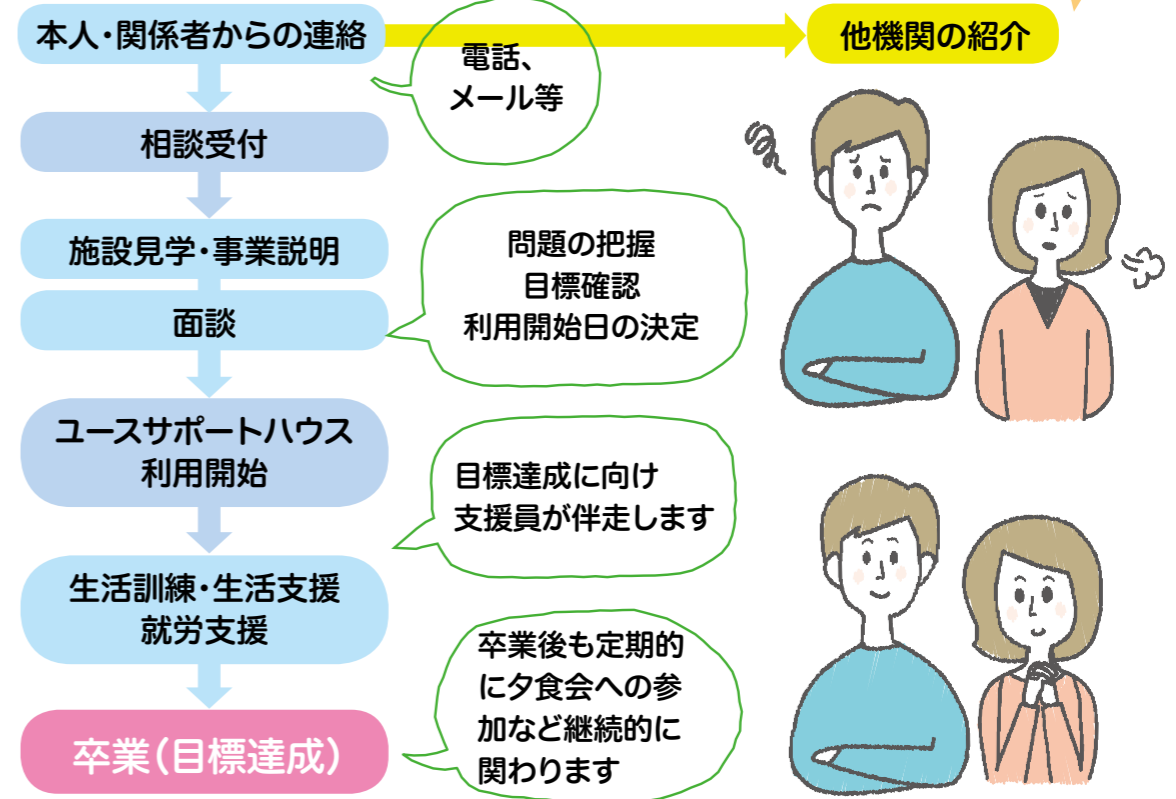 本人・関係者からの連絡
他機関の紹介
電話、
メール等
相談受付
施設見学・事業説明
面談
問題の把握
目標確認
利用開始日の決定
ユースサポートハウス
利用開始
目標達成に向け
支援員が伴走します
生活訓練・生活支援
就労支援
卒業後も定期的
に夕食会への参
加など継続的に
関わります
卒業（目標達成）